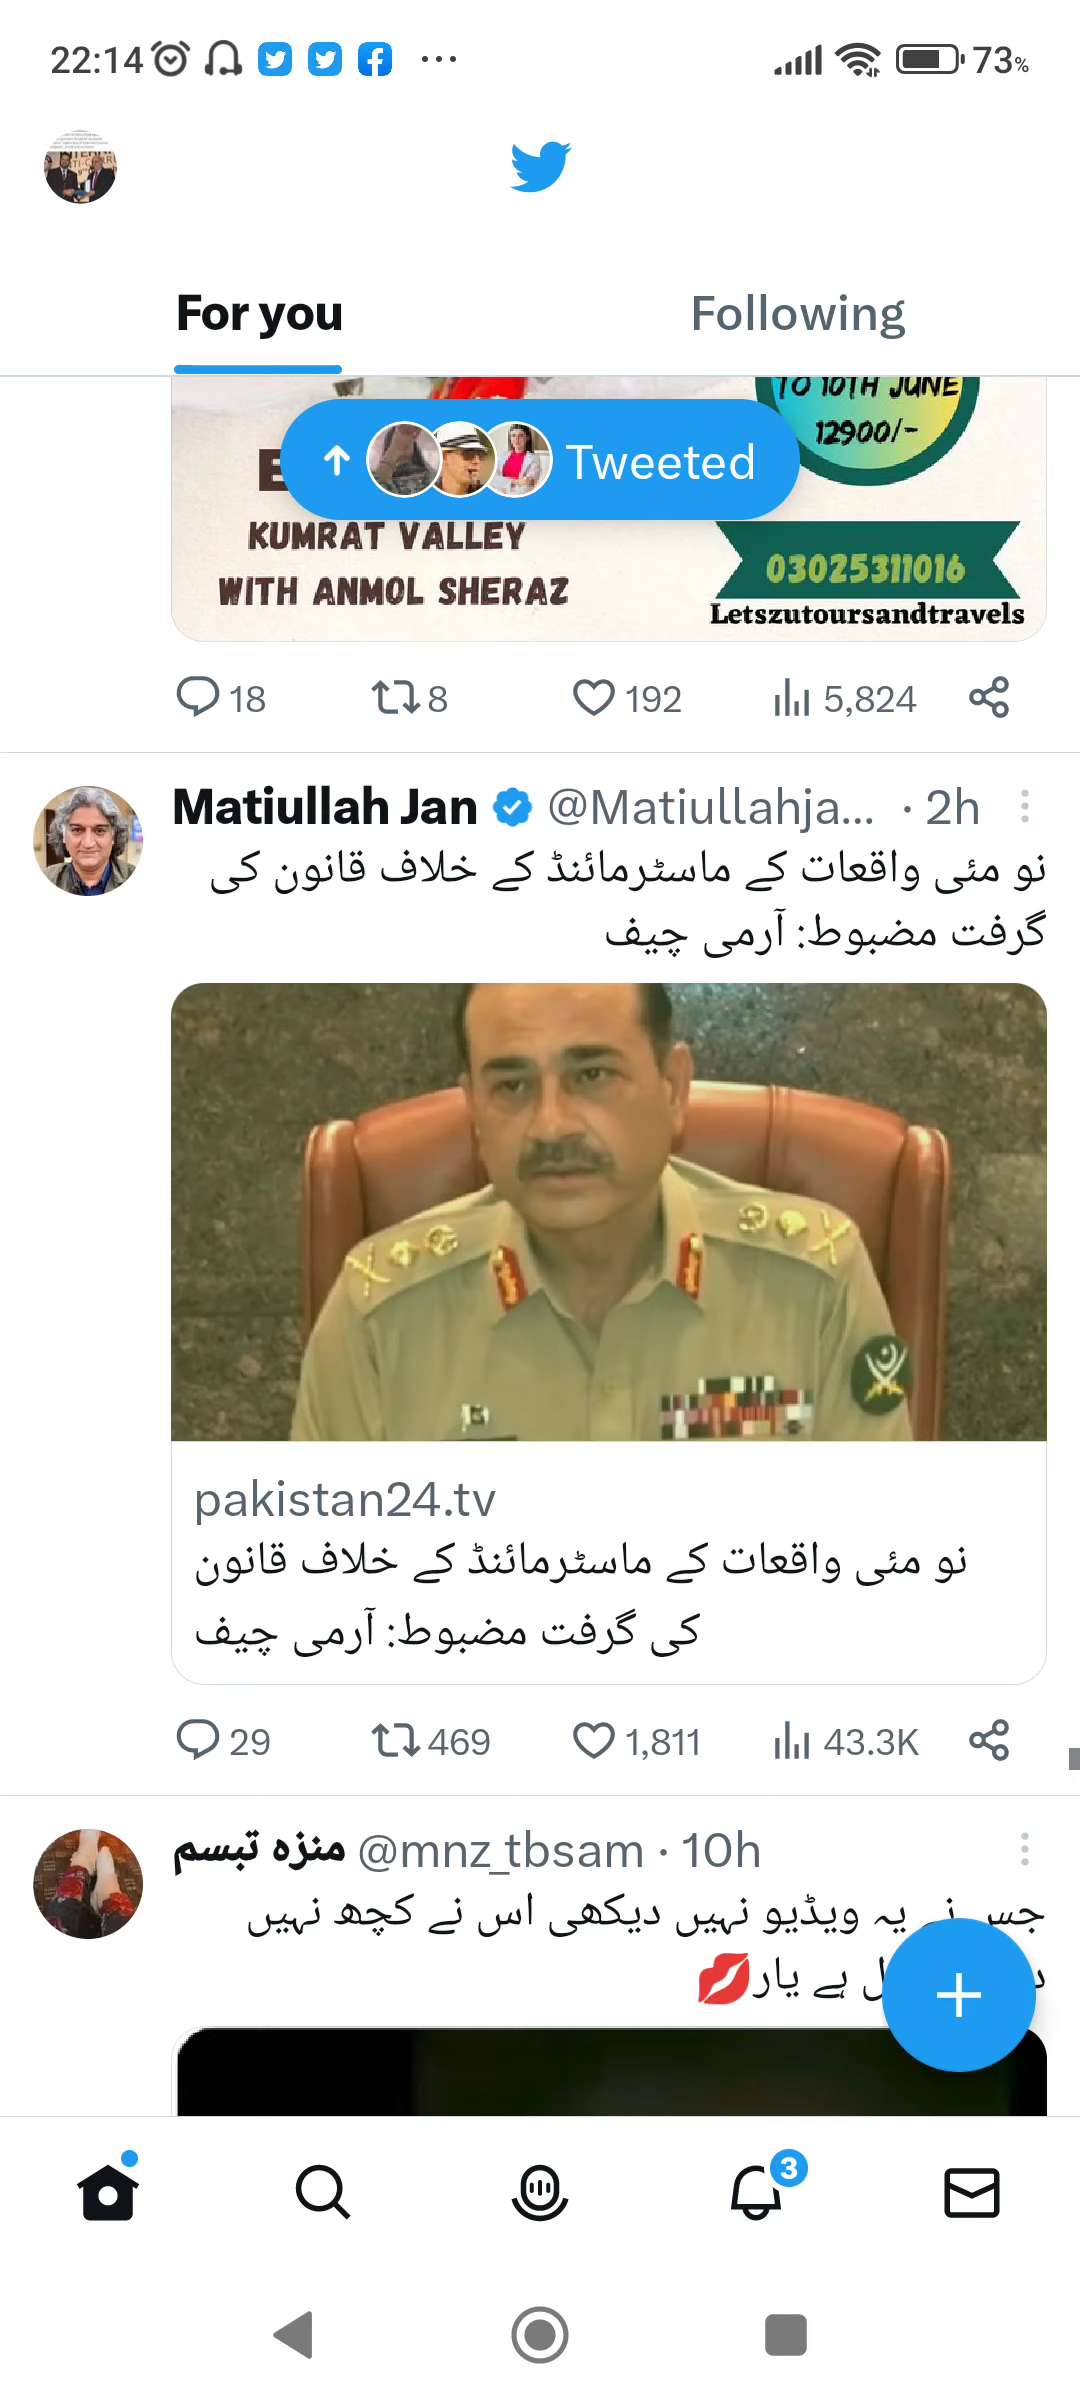 22:14
73%
For you
Following
TO 10TH JUNE
12900/-
Tweeted
KUMRAT VALLEY
WITH ANMOL SHERAZ
03025311016
Letszutoursandtravels
18
8
192
5,824
Matiullah Jan @Matiullahja... · 2h
نو مئی واقعات کے ماسٹرمائنڈ کے خلاف قانون کی
گرفت مضبوط: آرمی چیف
pakistan24.tv
نو مئی واقعات کے ماسٹرمائنڈ کے خلاف قانون
کی گرفت مضبوط: آرمی چیف
29
469
1,811
43.3K
منزہ تبسم @mnz_tbsam · 10h
جس نے یہ ویڈیو نہیں دیکھی اس نے کچھ نہیں
ہے یار💋
3